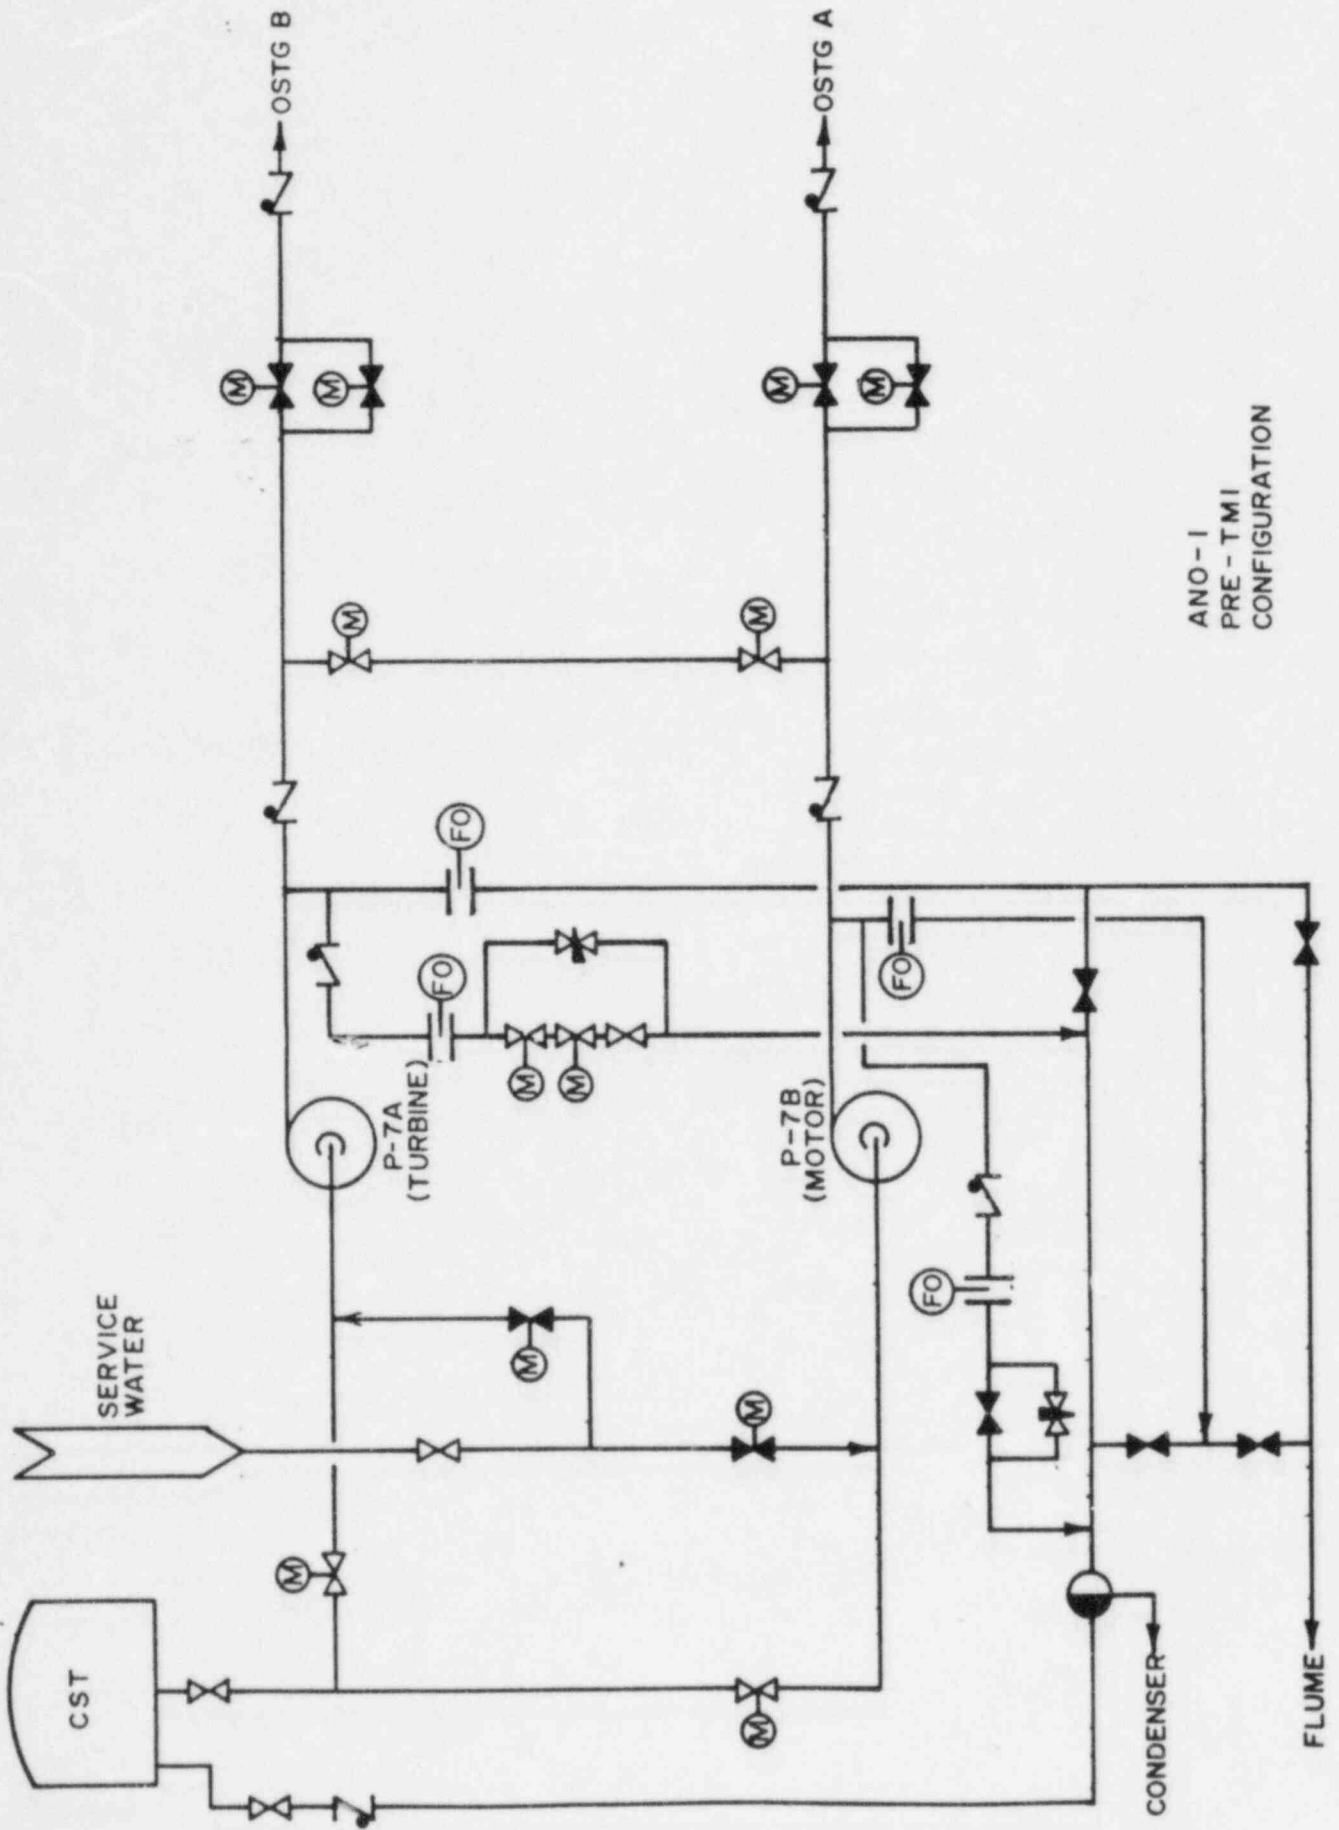 OSTG B
OSTG A
M
M
M
M
M
M
FO
FO
FO
M
M
P-7A
(TURBINE)
P-7B
(MOTOR)
SERVICE
WATER
M
FO
M
M
CST
M
CONDENSER
FLUME
ANO-1
PRE-TMI
CONFIGURATION